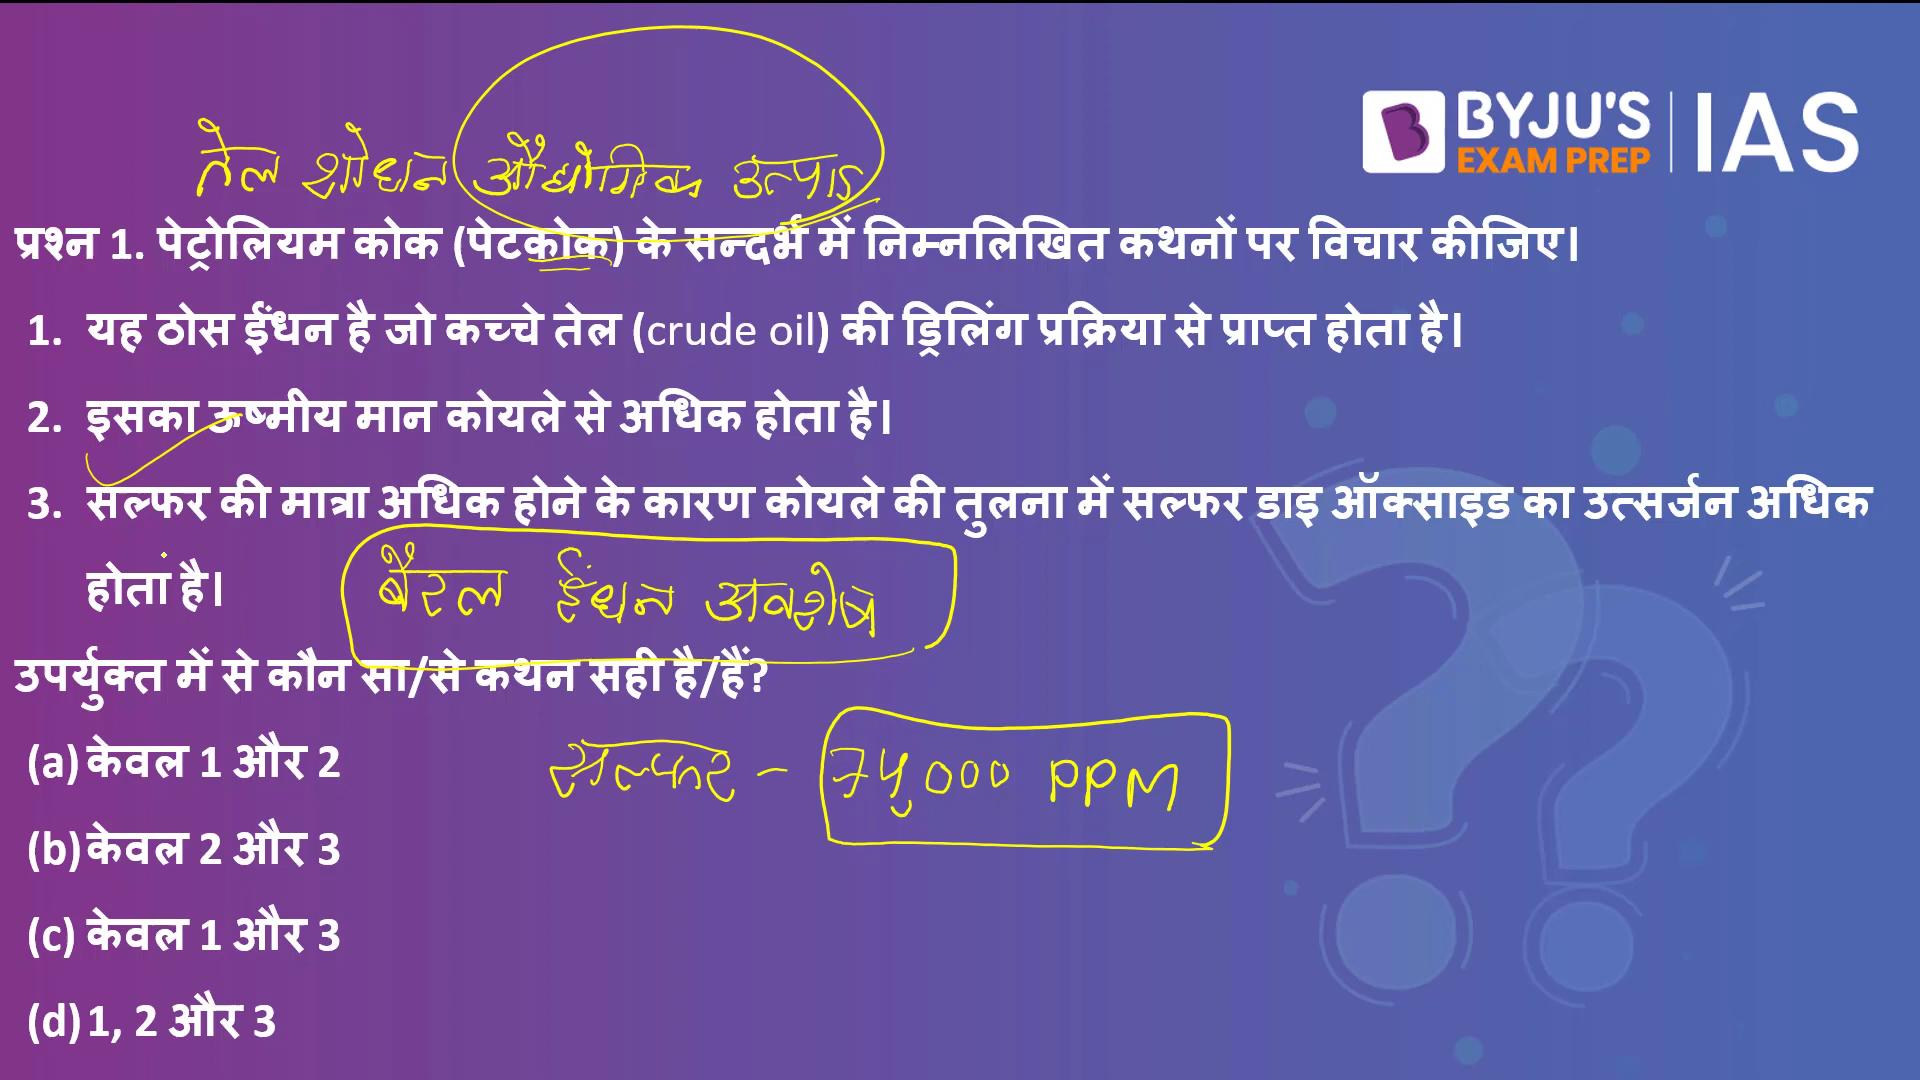 BYJU'S
EXAM PREP
IAS
तेल शोधन औद्योगिक उत्पाद
प्रश्न 1. पेट्रोलियम कोक (पेटकोक) के सन्दर्भ में निम्नलिखित कथनों पर विचार कीजिए।
1. यह ठोस ईंधन है जो कच्चे तेल (crude oil) की ड्रिलिंग प्रक्रिया से प्राप्त होता है।
2. इसका ऊष्मीय मान कोयले से अधिक होता है।
3. सल्फर की मात्रा अधिक होने के कारण कोयले की तुलना में सल्फर डाइ ऑक्साइड का उत्सर्जन अधिक
होता है।
बैरल ईंधन अवशेष
उपर्युक्त में से कौन सा/से कथन सही है/हैं?
(a) केवल 1 और 2
सल्फर - 74,000 PPM
(b) केवल 2 और 3
(c) केवल 1 और 3
(d) 1, 2 और 3